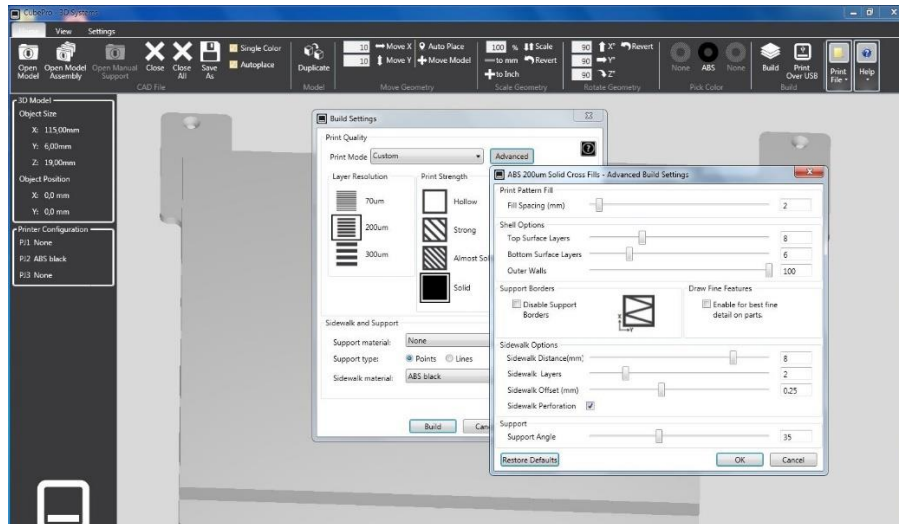 CubePro - 3D Systems
Home View Settings
Open Model
Open Model Assembly
Open Manual Support
Close
Close All
Save As
Single Color
Autoplace
CAD File
Duplicate
Model
10 Move X
10 Move Y
Auto Place
Move Model
Move Geometry
100 % Scale
to mm Revert
to Inch
Scale Geometry
90 X° Revert
90 Y°
90 Z°
Rotate Geometry
None ABS None
Pick Color
Build
Print Over USB
Build
Print File
Help
3D Model
Object Size
X: 115,00mm
Y: 6,00mm
Z: 19,00mm
Object Position
X: 0,0 mm
Y: 0,0 mm
Printer Configuration
PJ1 None
PJ2 ABS black
PJ3 None
Build Settings
Print Quality
Print Mode Custom Advanced
Layer Resolution
70um
200um
300um
Print Strength
Hollow
Strong
Almost Sol
Solid
Sidewalk and Support
Support material: None
Support type: Points Lines
Sidewalk material: ABS black
Build Can
ABS 200um Solid Cross Fills - Advanced Build Settings
Print Pattern Fill
Fill Spacing (mm) 2
Shell Options
Top Surface Layers 8
Bottom Surface Layers 6
Outer Walls 100
Support Borders
Disable Support
Borders
X
Y
Draw Fine Features
Enable for best fine
detail on parts.
Sidewalk Options
Sidewalk Distance(mm) 8
Sidewalk Layers 2
Sidewalk Offset (mm) 0.25
Sidewalk Perforation
Support
Support Angle 35
Restore Defaults OK Cancel